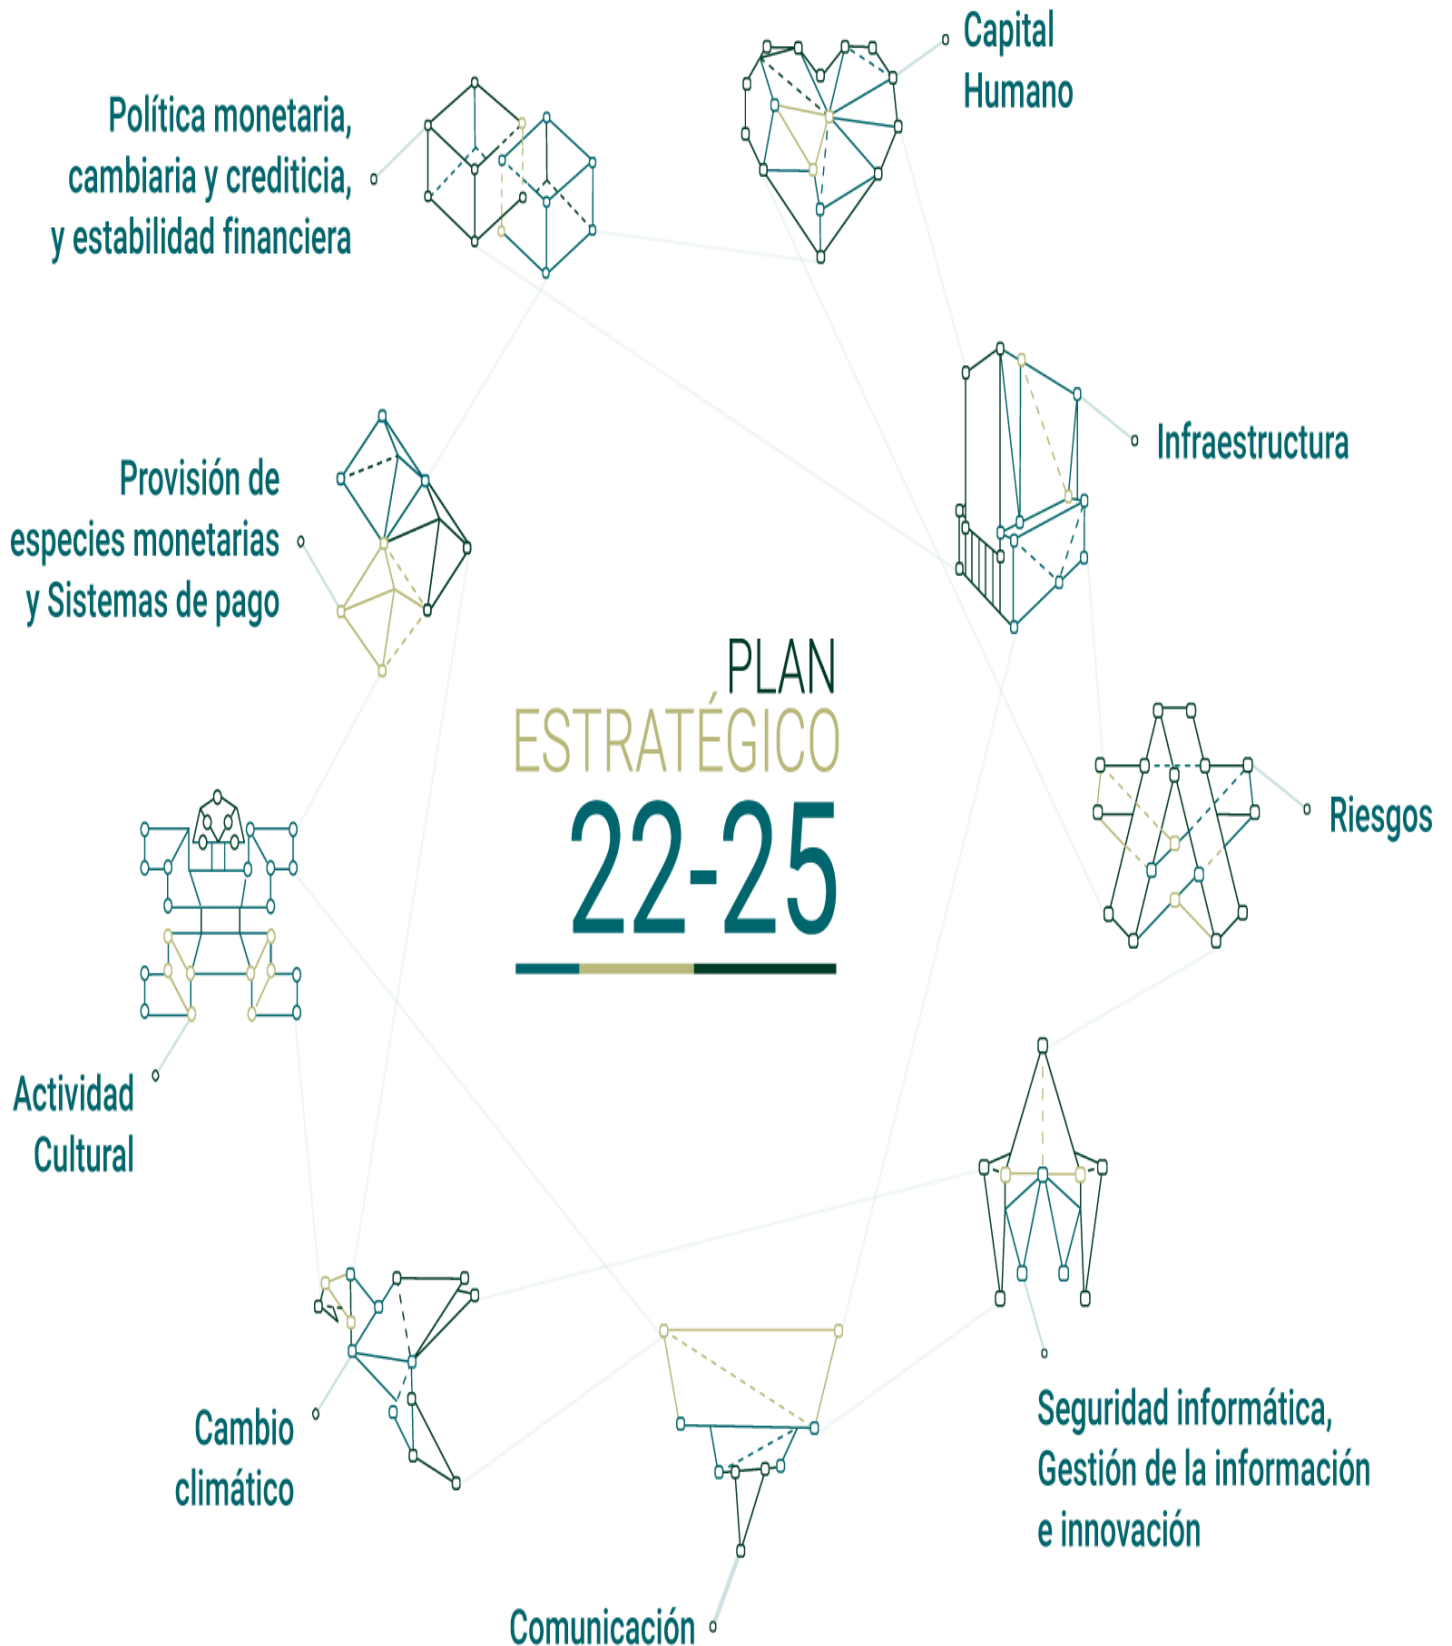 Capital
Humano
Política monetaria,
cambiaria y crediticia,
y estabilidad financiera
Infraestructura
Provisión de
especies monetarias
y Sistemas de pago
PLAN
ESTRATÉGICO
22-25
Riesgos
Actividad
Cultural
Seguridad informática,
Gestión de la información
e innovación
Cambio
climático
Comunicación